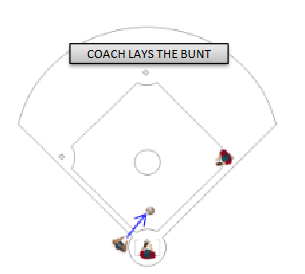 COACH LAYS THE BUNT